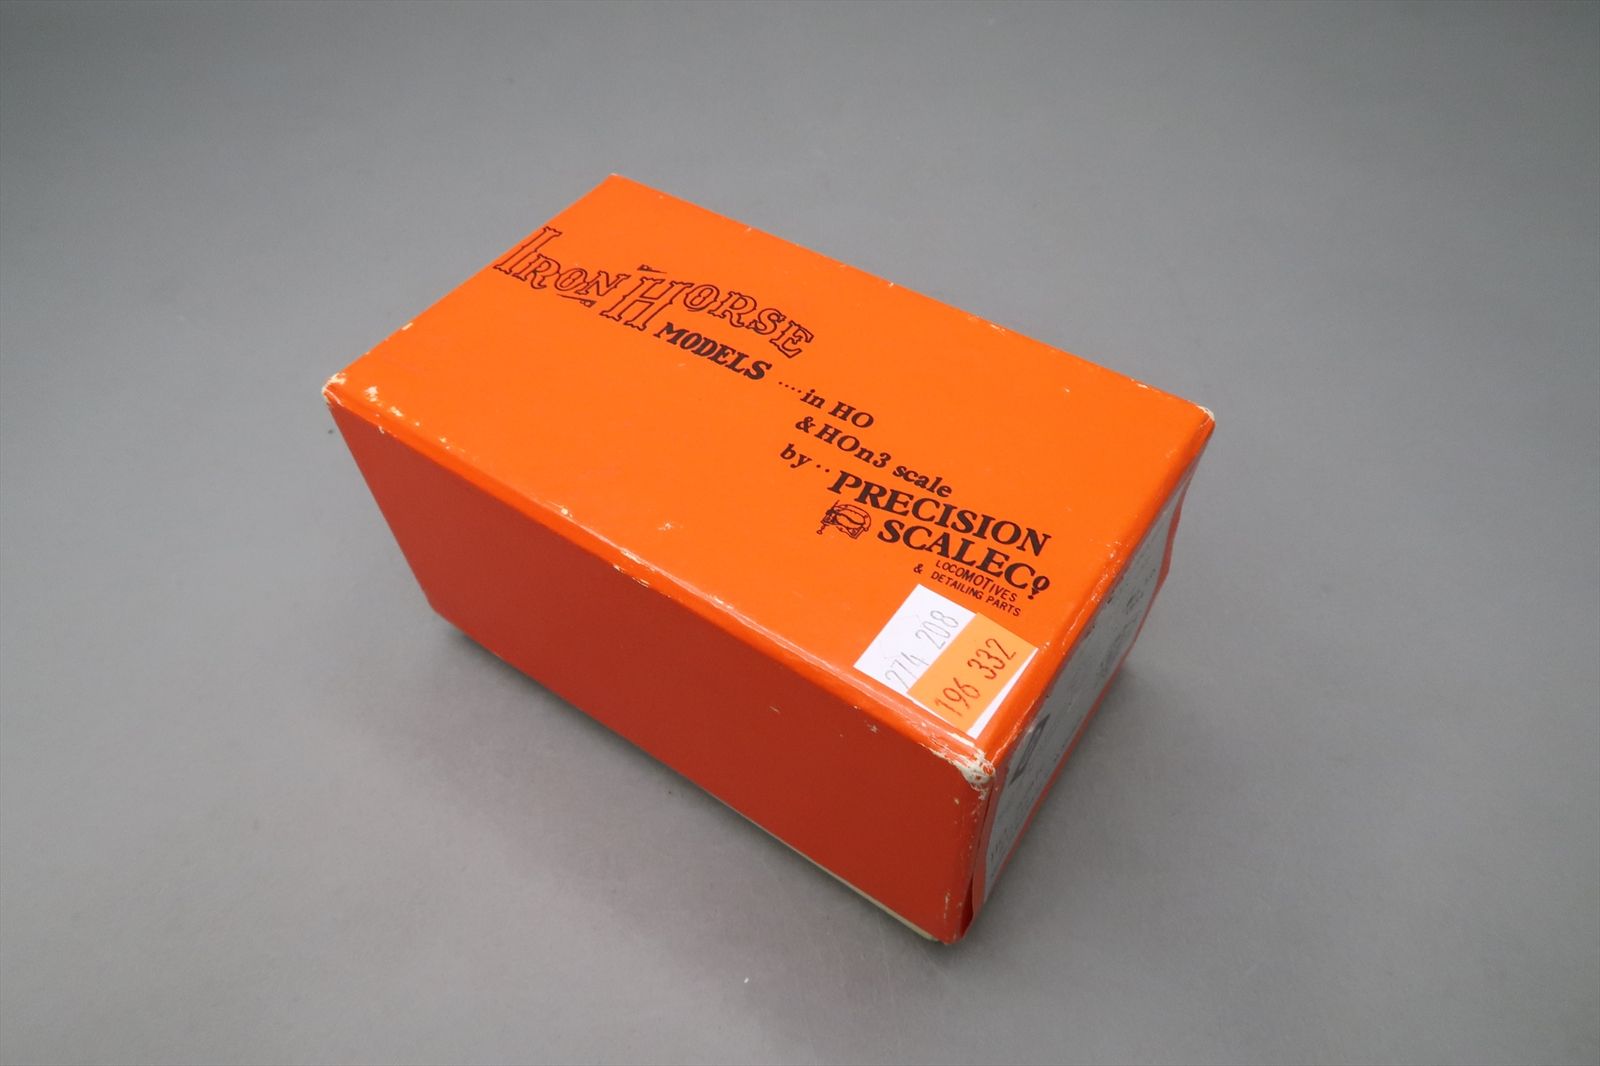 IRON HORSE
MODELS ....in HO
& HOn3 scale
by.. PRECISION
SCALE Co
LOCOMOTIVES
& DETAILING PARTS
274 208
196 332